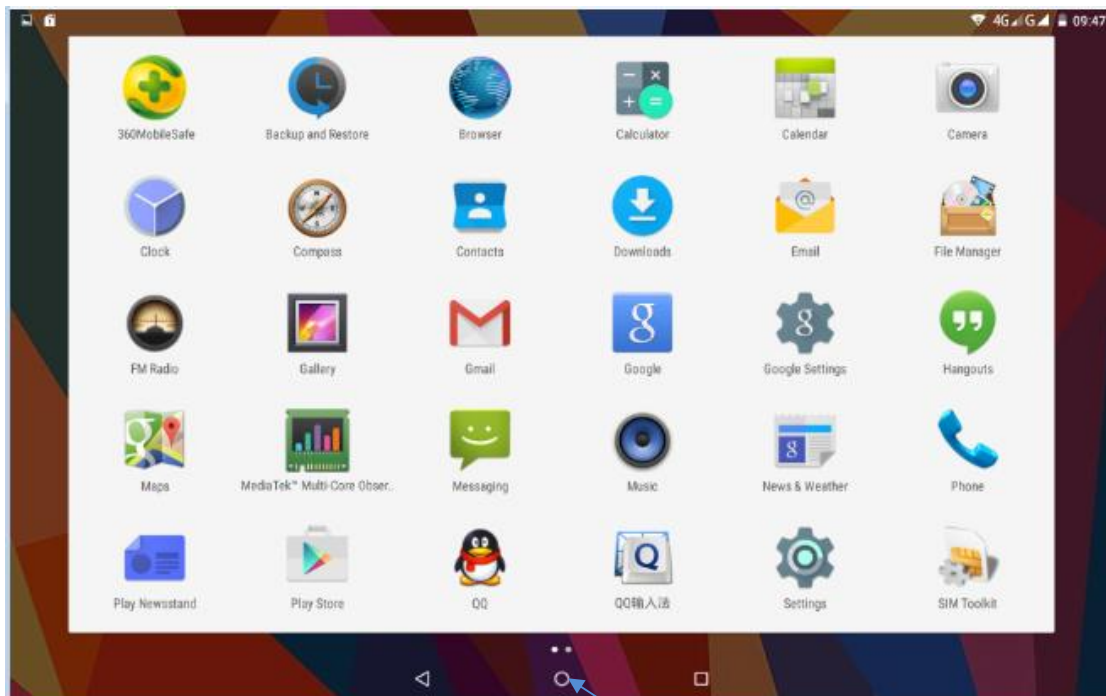 4G G 09:47
360MobileSafe Backup and Restore Browser Calculator Calendar Camera
Clock Compass Contacts Downloads Email File Manager
FM Radio Gallery Gmail Google Google Settings Hangouts
Maps MediaTek™ Multi-Core Obser.. Messaging Music News & Weather Phone
Play Newsstand Play Store QQ QQ输入法 Settings SIM Toolkit